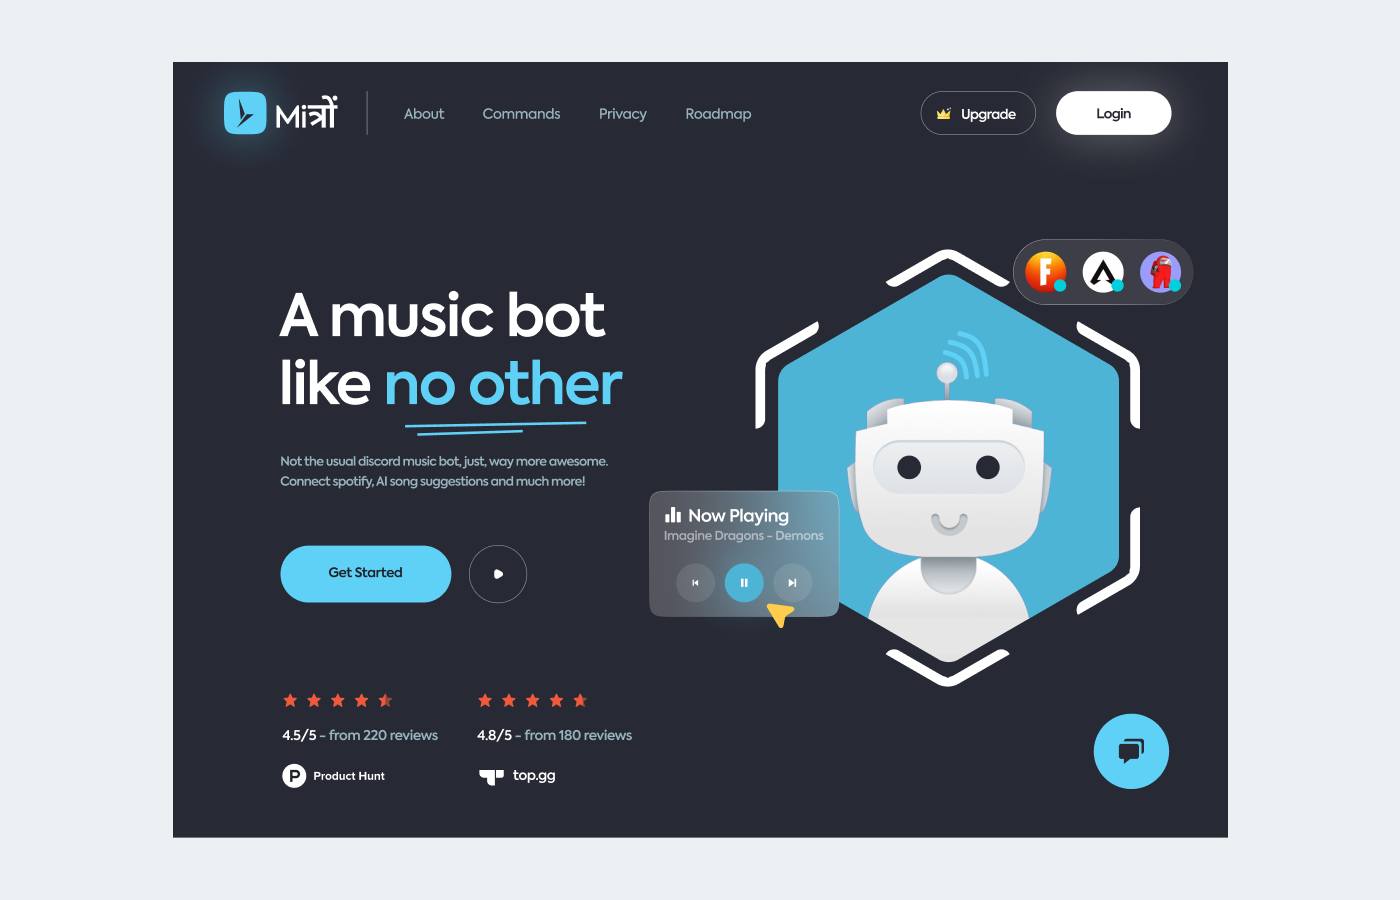 Mitrों
About
Commands
Privacy
Roadmap
Upgrade
Login
A music bot
like no other
Not the usual discord music bot, just, way more awesome.
Connect spotify, AI song suggestions and much more!
Get Started
Now Playing
Imagine Dragons - Demons
4.5/5 - from 220 reviews
4.8/5 - from 180 reviews
P Product Hunt
top.gg
F